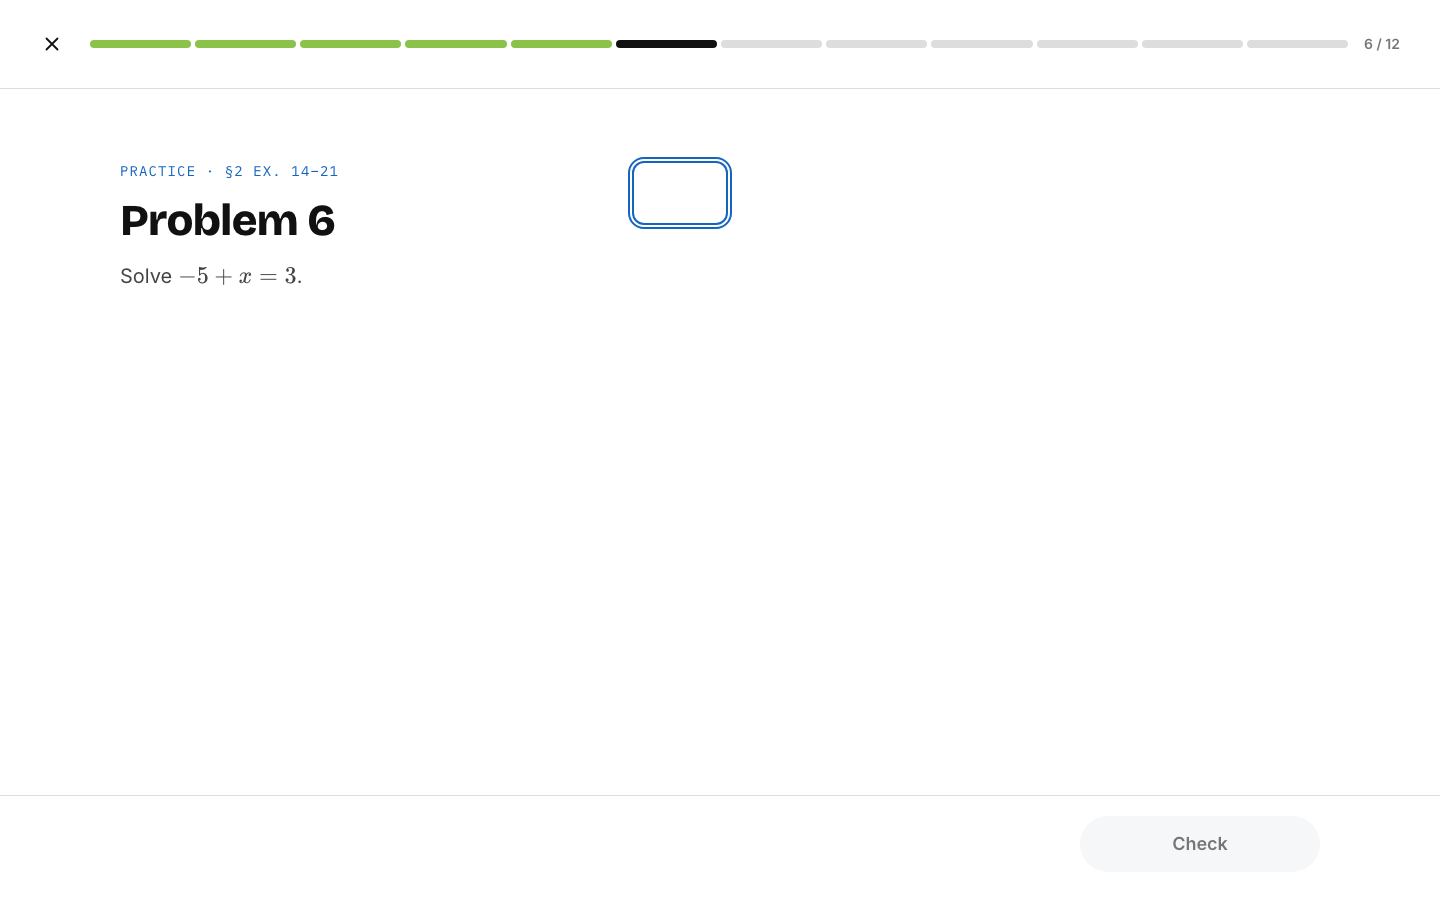 6 / 12
PRACTICE · §2 EX. 14–21
Problem 6
Solve −5 + x = 3.
Check